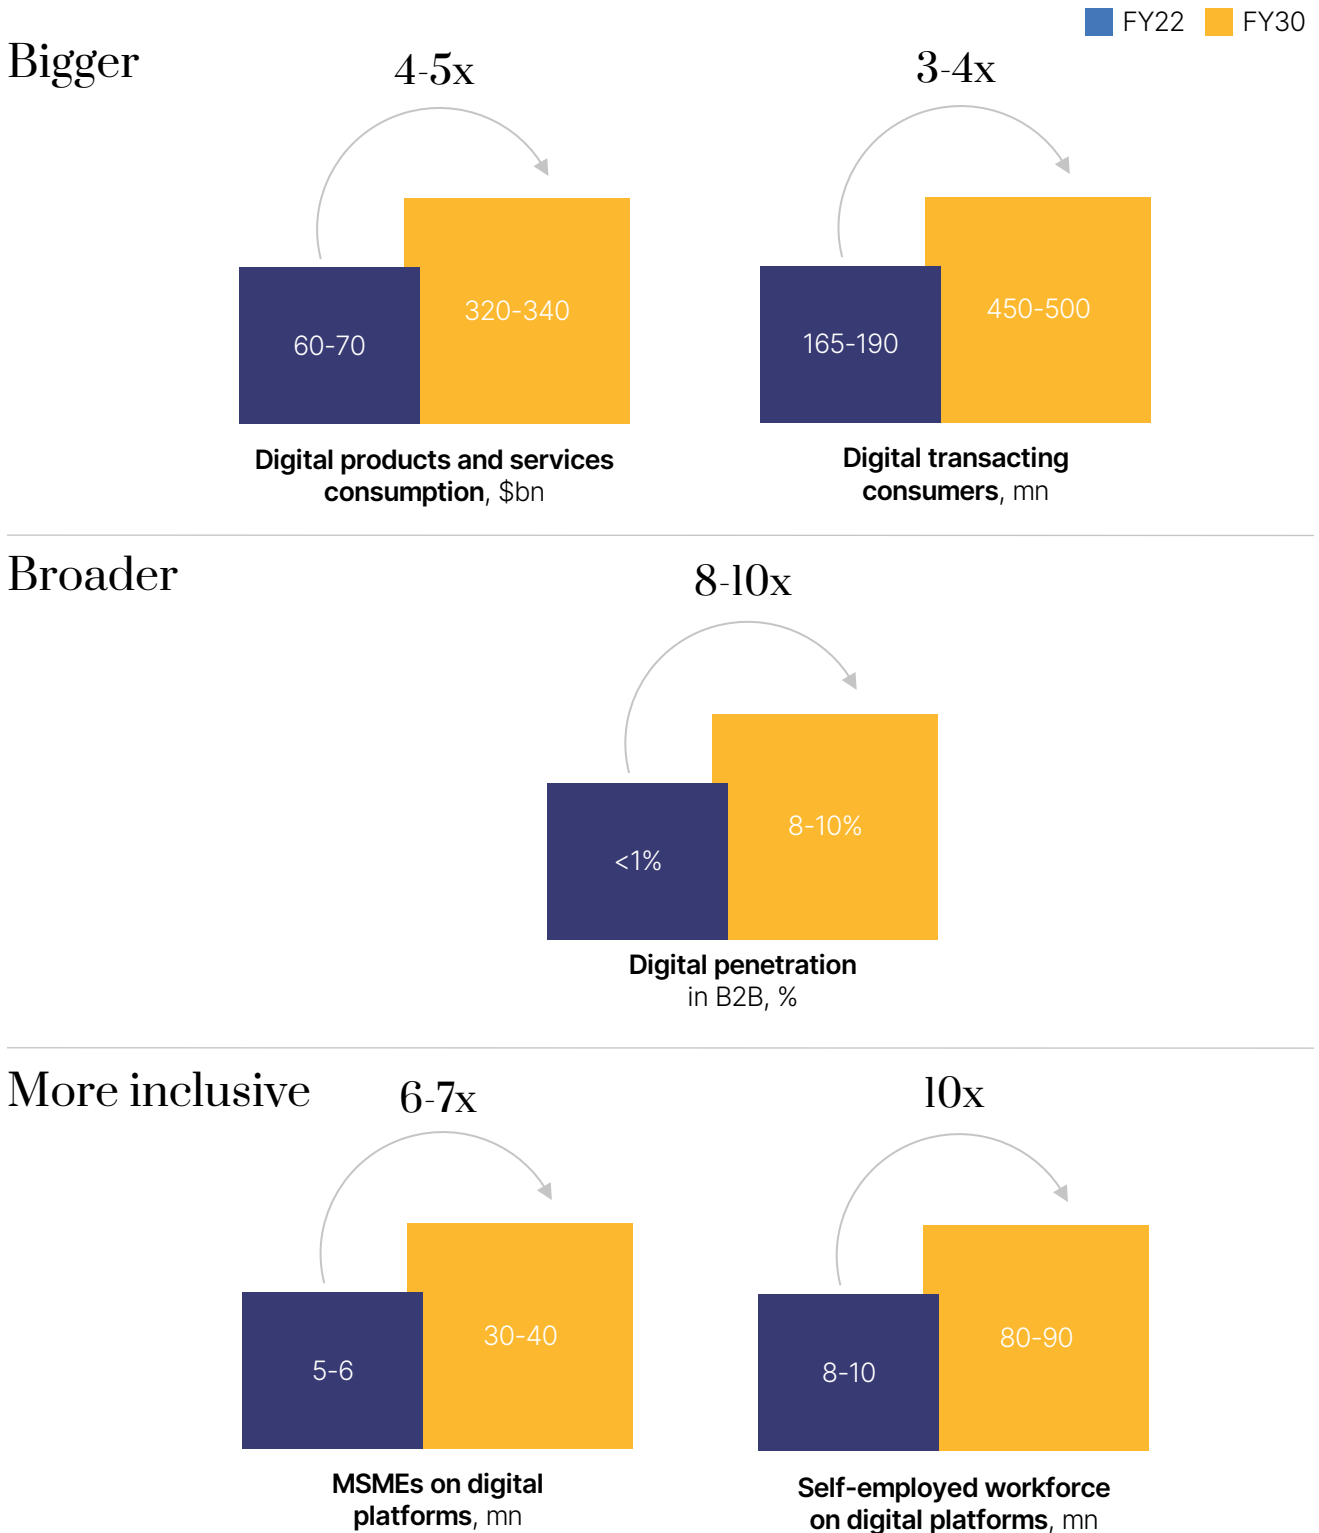 FY22 FY30
Bigger
4-5x
3-4x
60-70
320-340
165-190
450-500
Digital products and services
consumption, $bn
Digital transacting
consumers, mn
Broader
8-10x
<1%
8-10%
Digital penetration
in B2B, %
More inclusive
6-7x
10x
5-6
30-40
8-10
80-90
MSMEs on digital
platforms, mn
Self-employed workforce
on digital platforms, mn